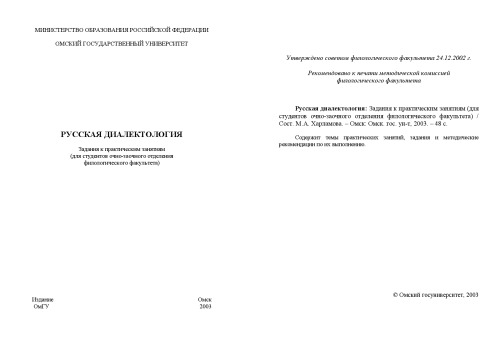 МИНИСТЕРСТВО ОБРАЗОВАНИЯ РОССИЙСКОЙ ФЕДЕРАЦИИ
ОМСКИЙ ГОСУДАРСТВЕННЫЙ УНИВЕРСИТЕТ
РУССКАЯ ДИАЛЕКТОЛОГИЯ
Задания к практическим занятиям
(для студентов очно-заочного отделения
филологического факультета)
Издание
ОмГУ
Омск
2003
Утверждено советом филологического факультета 24.12.2002 г.
Рекомендовано к печати методической комиссией
филологического факультета
Русская диалектология: Задания к практическим занятиям (для
студентов очно-заочного отделения филологического факультета) /
Сост. М.А. Харламова. – Омск: Омск. гос. ун-т, 2003. – 48 с.
Содержит темы практических занятий, задания и методические
рекомендации по их выполнению.
© Омский госуниверситет, 2003